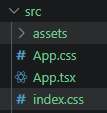 src
assets
# App.css
App.tsx
# index.css